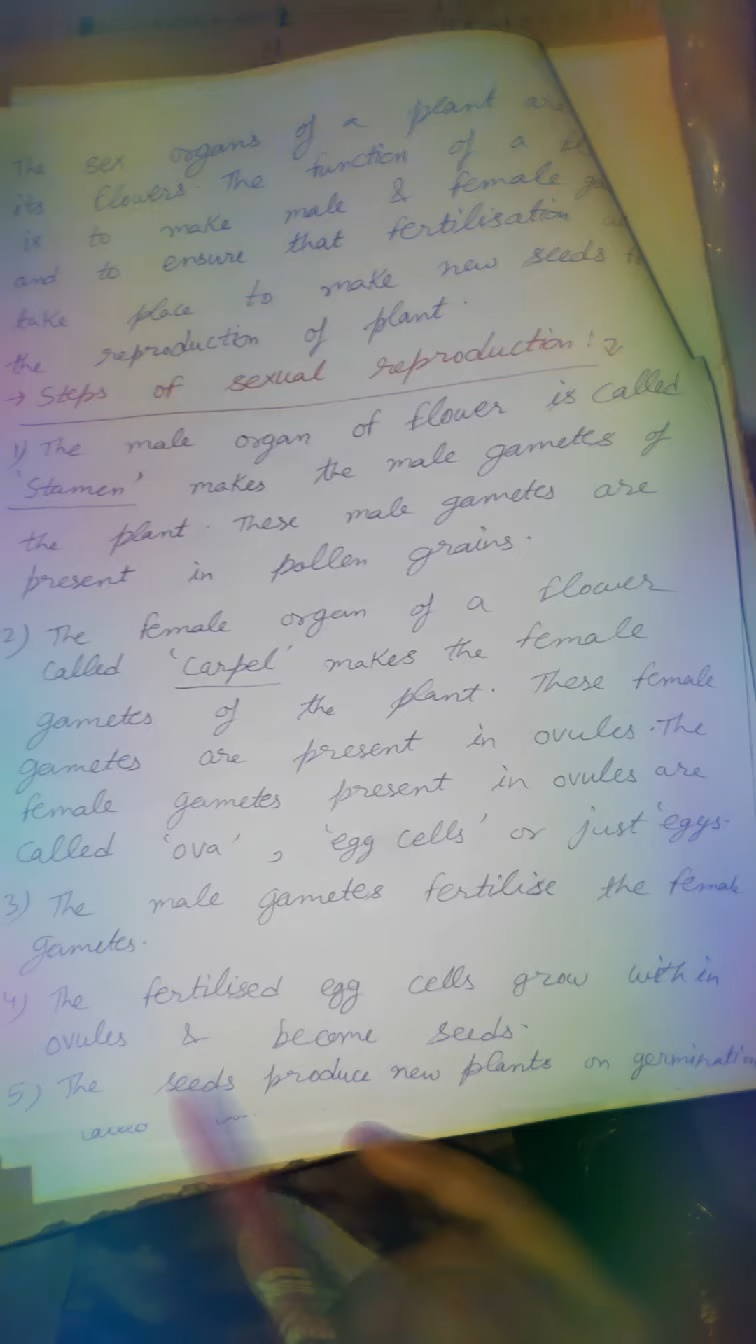 The sex organs of a plant are
its flowers. The function of a
is to make male & female
and to ensure that fertilisation
take place to make new seeds
the reproduction of plant.
→ Steps of sexual reproduction:
1) The male organ of flower is called
'Stamen' makes the male gametes of
the plant. These male gametes are
present in pollen grains.
2) The female organ of a flower
called 'Carpel' makes the female
gametes of the plant. These female
gametes are present in ovules. The
female gametes present in ovules are
called 'ova', 'egg cells' or just 'eggs.
3) The male gametes fertilise the female
gametes.
4) The fertilised egg cells grow within
ovules & become seeds.
5) The seeds produce new plants on germination